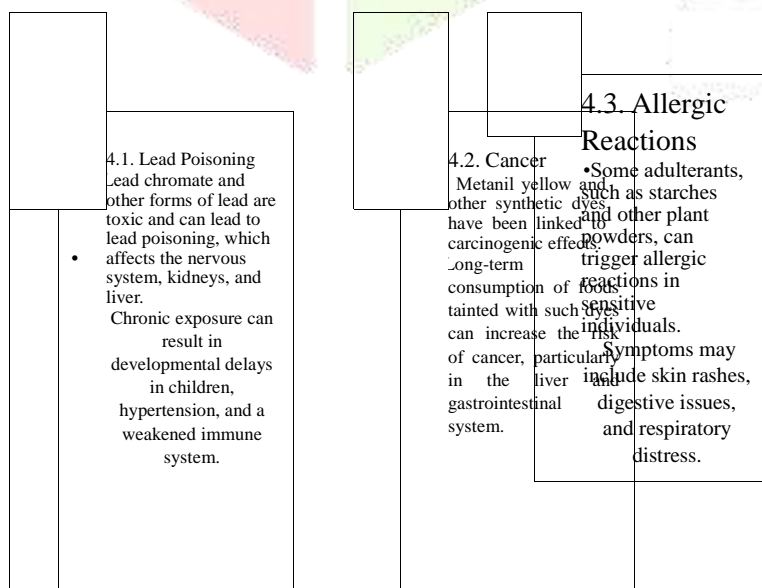 4.1. Lead Poisoning
Lead chromate and
other forms of lead are
toxic and can lead to
lead poisoning, which
• affects the nervous
system, kidneys, and
liver.
Chronic exposure can
result in
developmental delays
in children,
hypertension, and a
weakened immune
system.
4.2. Cancer
Metanil yellow and
other synthetic dyes
have been linked to
carcinogenic effects.
Long-term
consumption of foods
tainted with such dyes
can increase the risk
of cancer, particularly
in the liver and
gastrointestinal
system.
4.3. Allergic
Reactions
•Some adulterants,
such as starches
and other plant
powders, can
trigger allergic
reactions in
sensitive
individuals.
Symptoms may
include skin rashes,
digestive issues,
and respiratory
distress.